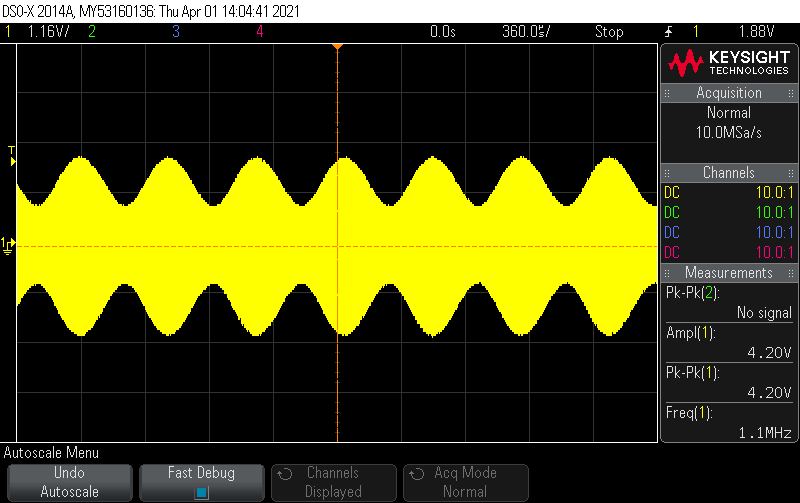 DSO-X 2014A, MY53160136: Thu Apr 01 14:04:41 2021
1 1.16V/ 2 3 4 0.0s 360.0µs/ Stop 1 1.88V
KEYSIGHT
TECHNOLOGIES
Acquisition
Normal
10.0MSa/s
Channels
DC 10.0:1
DC 10.0:1
DC 10.0:1
DC 10.0:1
Measurements
Pk-Pk(2):
No signal
Ampl(1):
4.20V
Pk-Pk(1):
4.20V
Freq(1):
1.1MHz
T
1
Autoscale Menu
Undo
Autoscale
Fast Debug
Channels
Displayed
Acq Mode
Normal